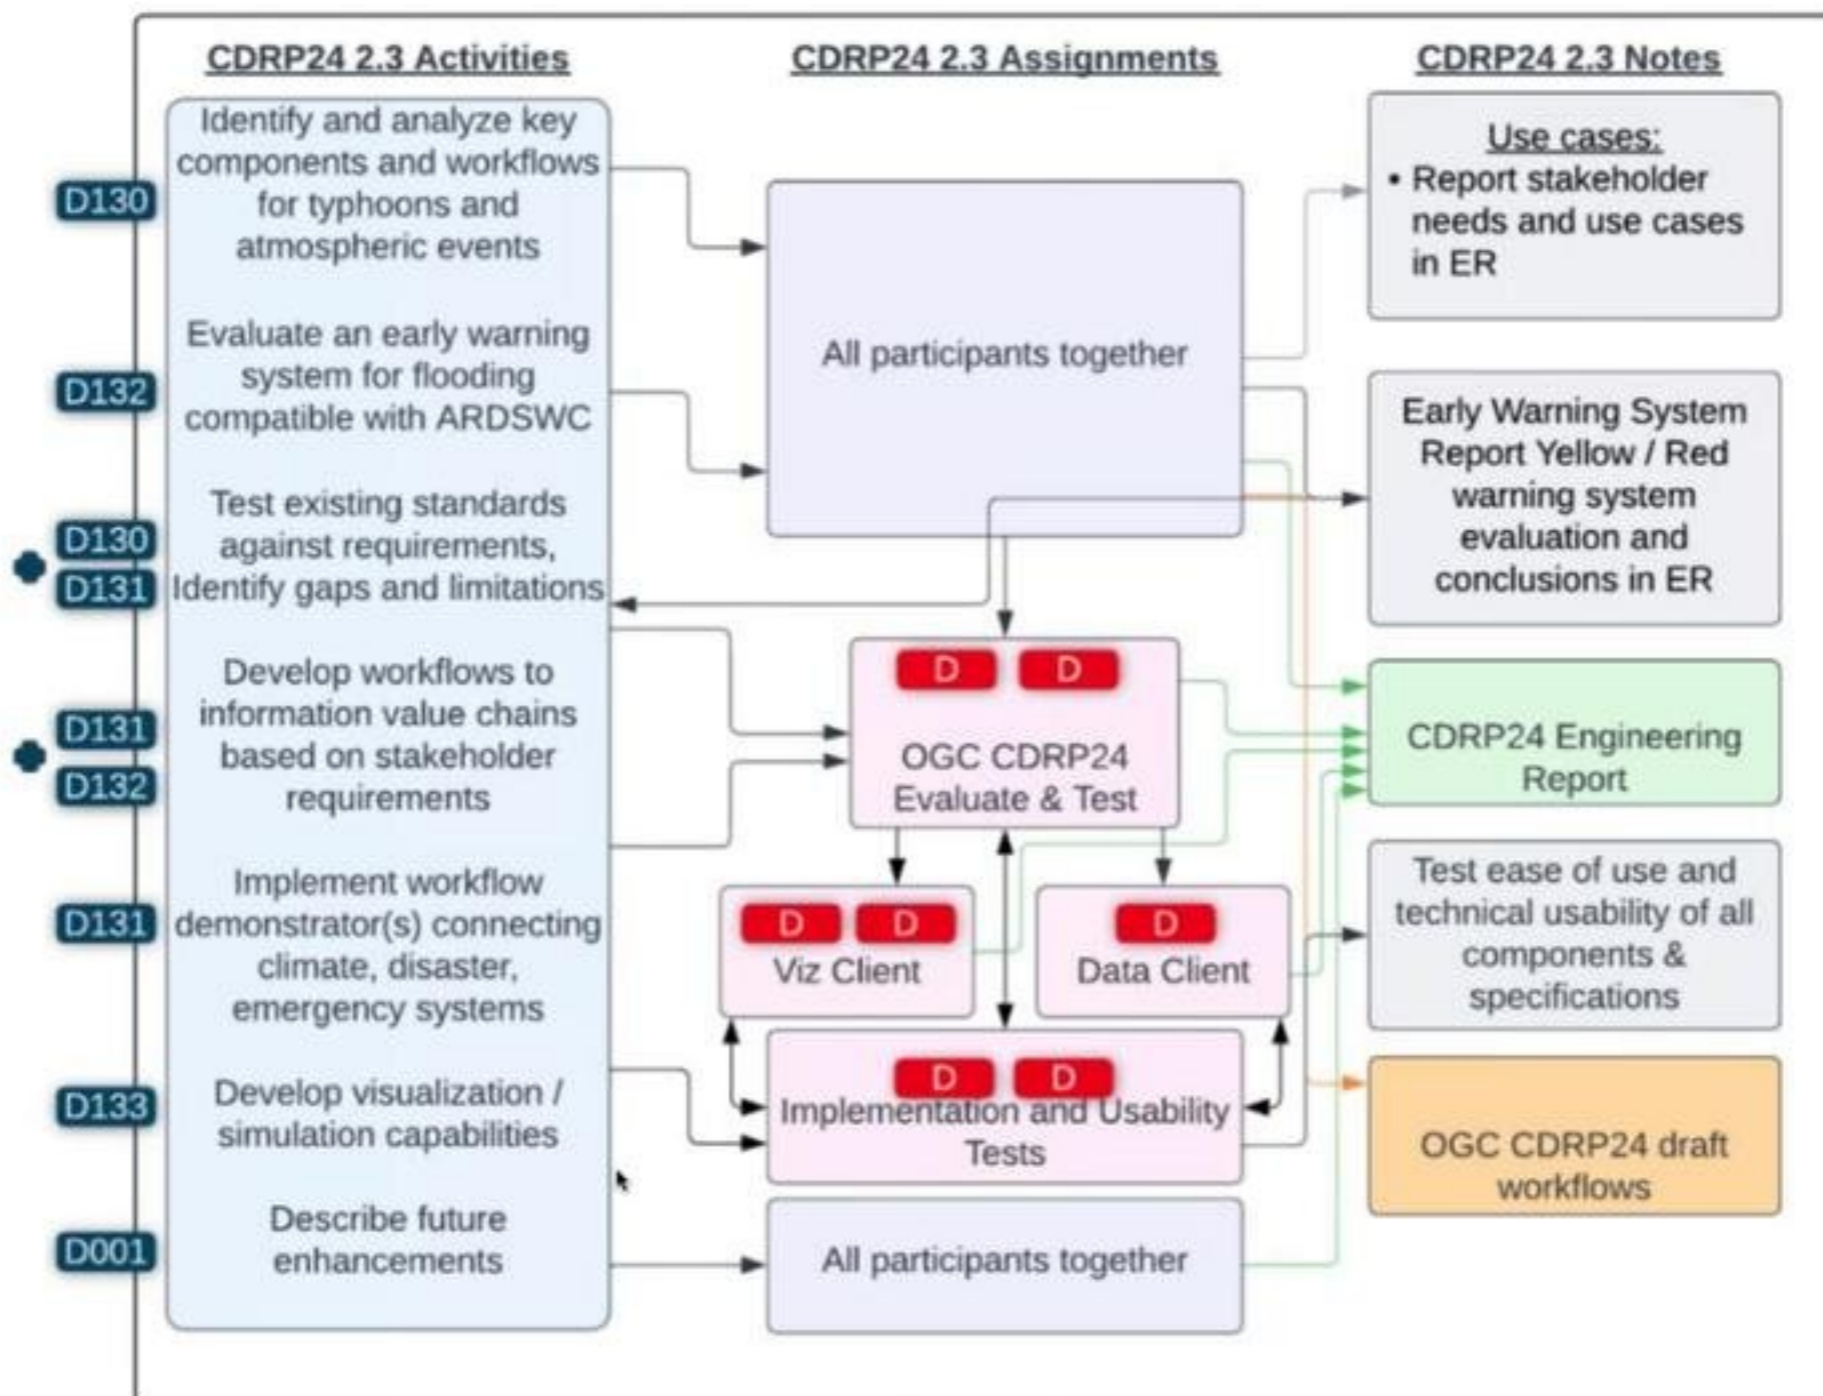 CDRP24 2.3 Activities
CDRP24 2.3 Assignments
CDRP24 2.3 Notes
D130
Identify and analyze key
components and workflows
for typhoons and
atmospheric events
D132
Evaluate an early warning
system for flooding
compatible with ARDSWC
D130
D131
Test existing standards
against requirements,
Identify gaps and limitations
D131
D132
Develop workflows to
information value chains
based on stakeholder
requirements
D131
Implement workflow
demonstrator(s) connecting
climate, disaster,
emergency systems
D133
Develop visualization /
simulation capabilities
D001
Describe future
enhancements
All participants together
D D
OGC CDRP24
Evaluate & Test
D D
Viz Client
D
Data Client
D D
Implementation and Usability
Tests
All participants together
Use cases:
• Report stakeholder
needs and use cases
in ER
Early Warning System
Report Yellow / Red
warning system
evaluation and
conclusions in ER
CDRP24 Engineering
Report
Test ease of use and
technical usability of all
components &
specifications
OGC CDRP24 draft
workflows